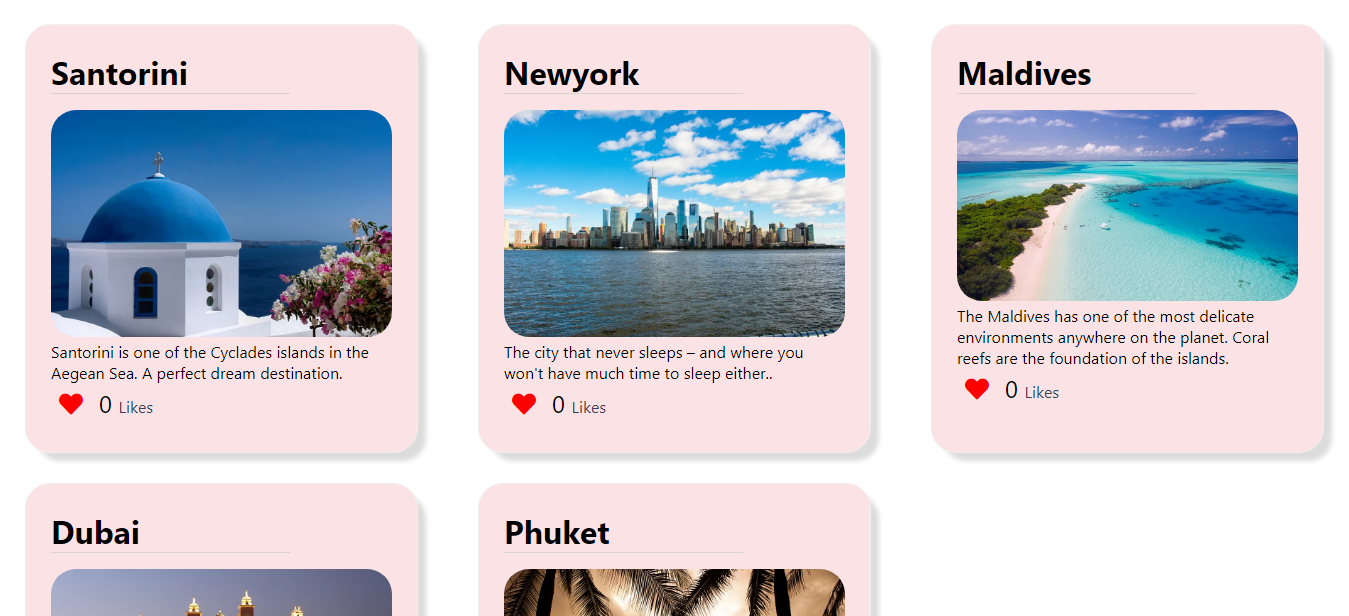 Santorini
Santorini is one of the Cyclades islands in the
Aegean Sea. A perfect dream destination.
0 Likes
Newyork
The city that never sleeps – and where you
won't have much time to sleep either..
0 Likes
Maldives
The Maldives has one of the most delicate
environments anywhere on the planet. Coral
reefs are the foundation of the islands.
0 Likes
Dubai
Phuket